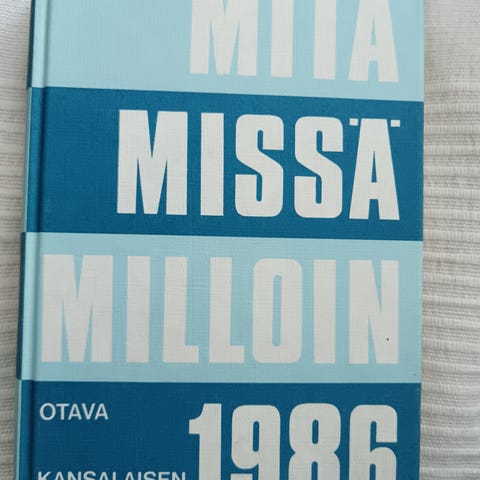 MITÄ
MISSÄ
MILLOIN
OTAVA
1986
KANSALAISEN